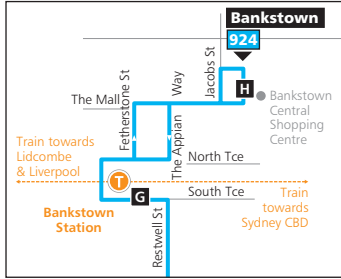 Bankstown
924
Jacobs St
Fetherstone St
Way
H
The Mall
Bankstown
Central
Shopping
Centre
The Appian
Train towards
Lidcombe
& Liverpool
North Tce
T
G
South Tce
Bankstown
Station
Train
towards
Sydney CBD
Restwell St